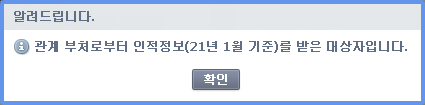 알려드립니다.
관계 부처로부터 인적정보(21년 1월 기준)를 받은 대상자입니다.
확인